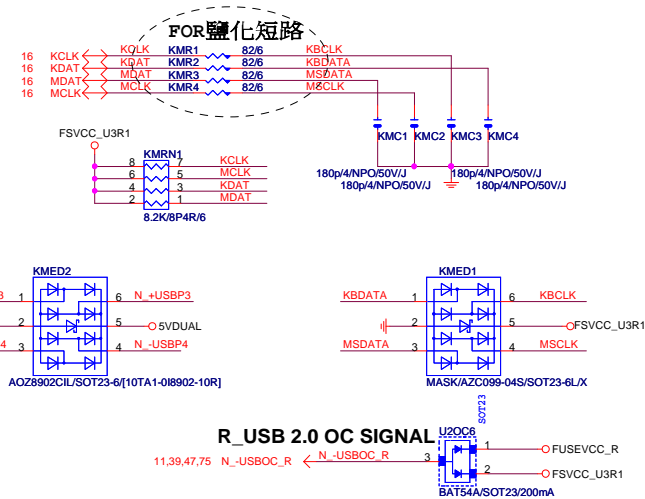 FOR鹽化短路
16 KCLK KCLK KMR1 82/6 KBCLK
16 KDAT KDAT KMR2 82/6 KBDATA
16 MDAT MDAT KMR3 82/6 MSDATA
16 MCLK MCLK KMR4 82/6 MSCLK
KMC1 KMC2 KMC3 KMC4
180p/4/NPO/50V/J 180p/4/NPO/50V/J
180p/4/NPO/50V/J 180p/4/NPO/50V/J
FSVCC_U3R1
KMRN1
8 7 KCLK
6 5 MCLK
4 3 KDAT
2 1 MDAT
8.2K/8P4R/6
KMED2
3 1 6 N_+USBP3
2 5 5VDUAL
4 3 4 N_-USBP4
AOZ8902CIL/SOT23-6/[10TA1-0I8902-10R]
KMED1
KBDATA 1 6 KBCLK
2 5 FSVCC_U3R1
MSDATA 3 4 MSCLK
MASK/AZC099-04S/SOT23-6L/X
SOT23
R_USB 2.0 OC SIGNAL
U2OC6
11,39,47,75 N_-USBOC_R N_-USBOC_R 3
1 FUSEVCC_R
2 FSVCC_U3R1
BAT54A/SOT23/200mA